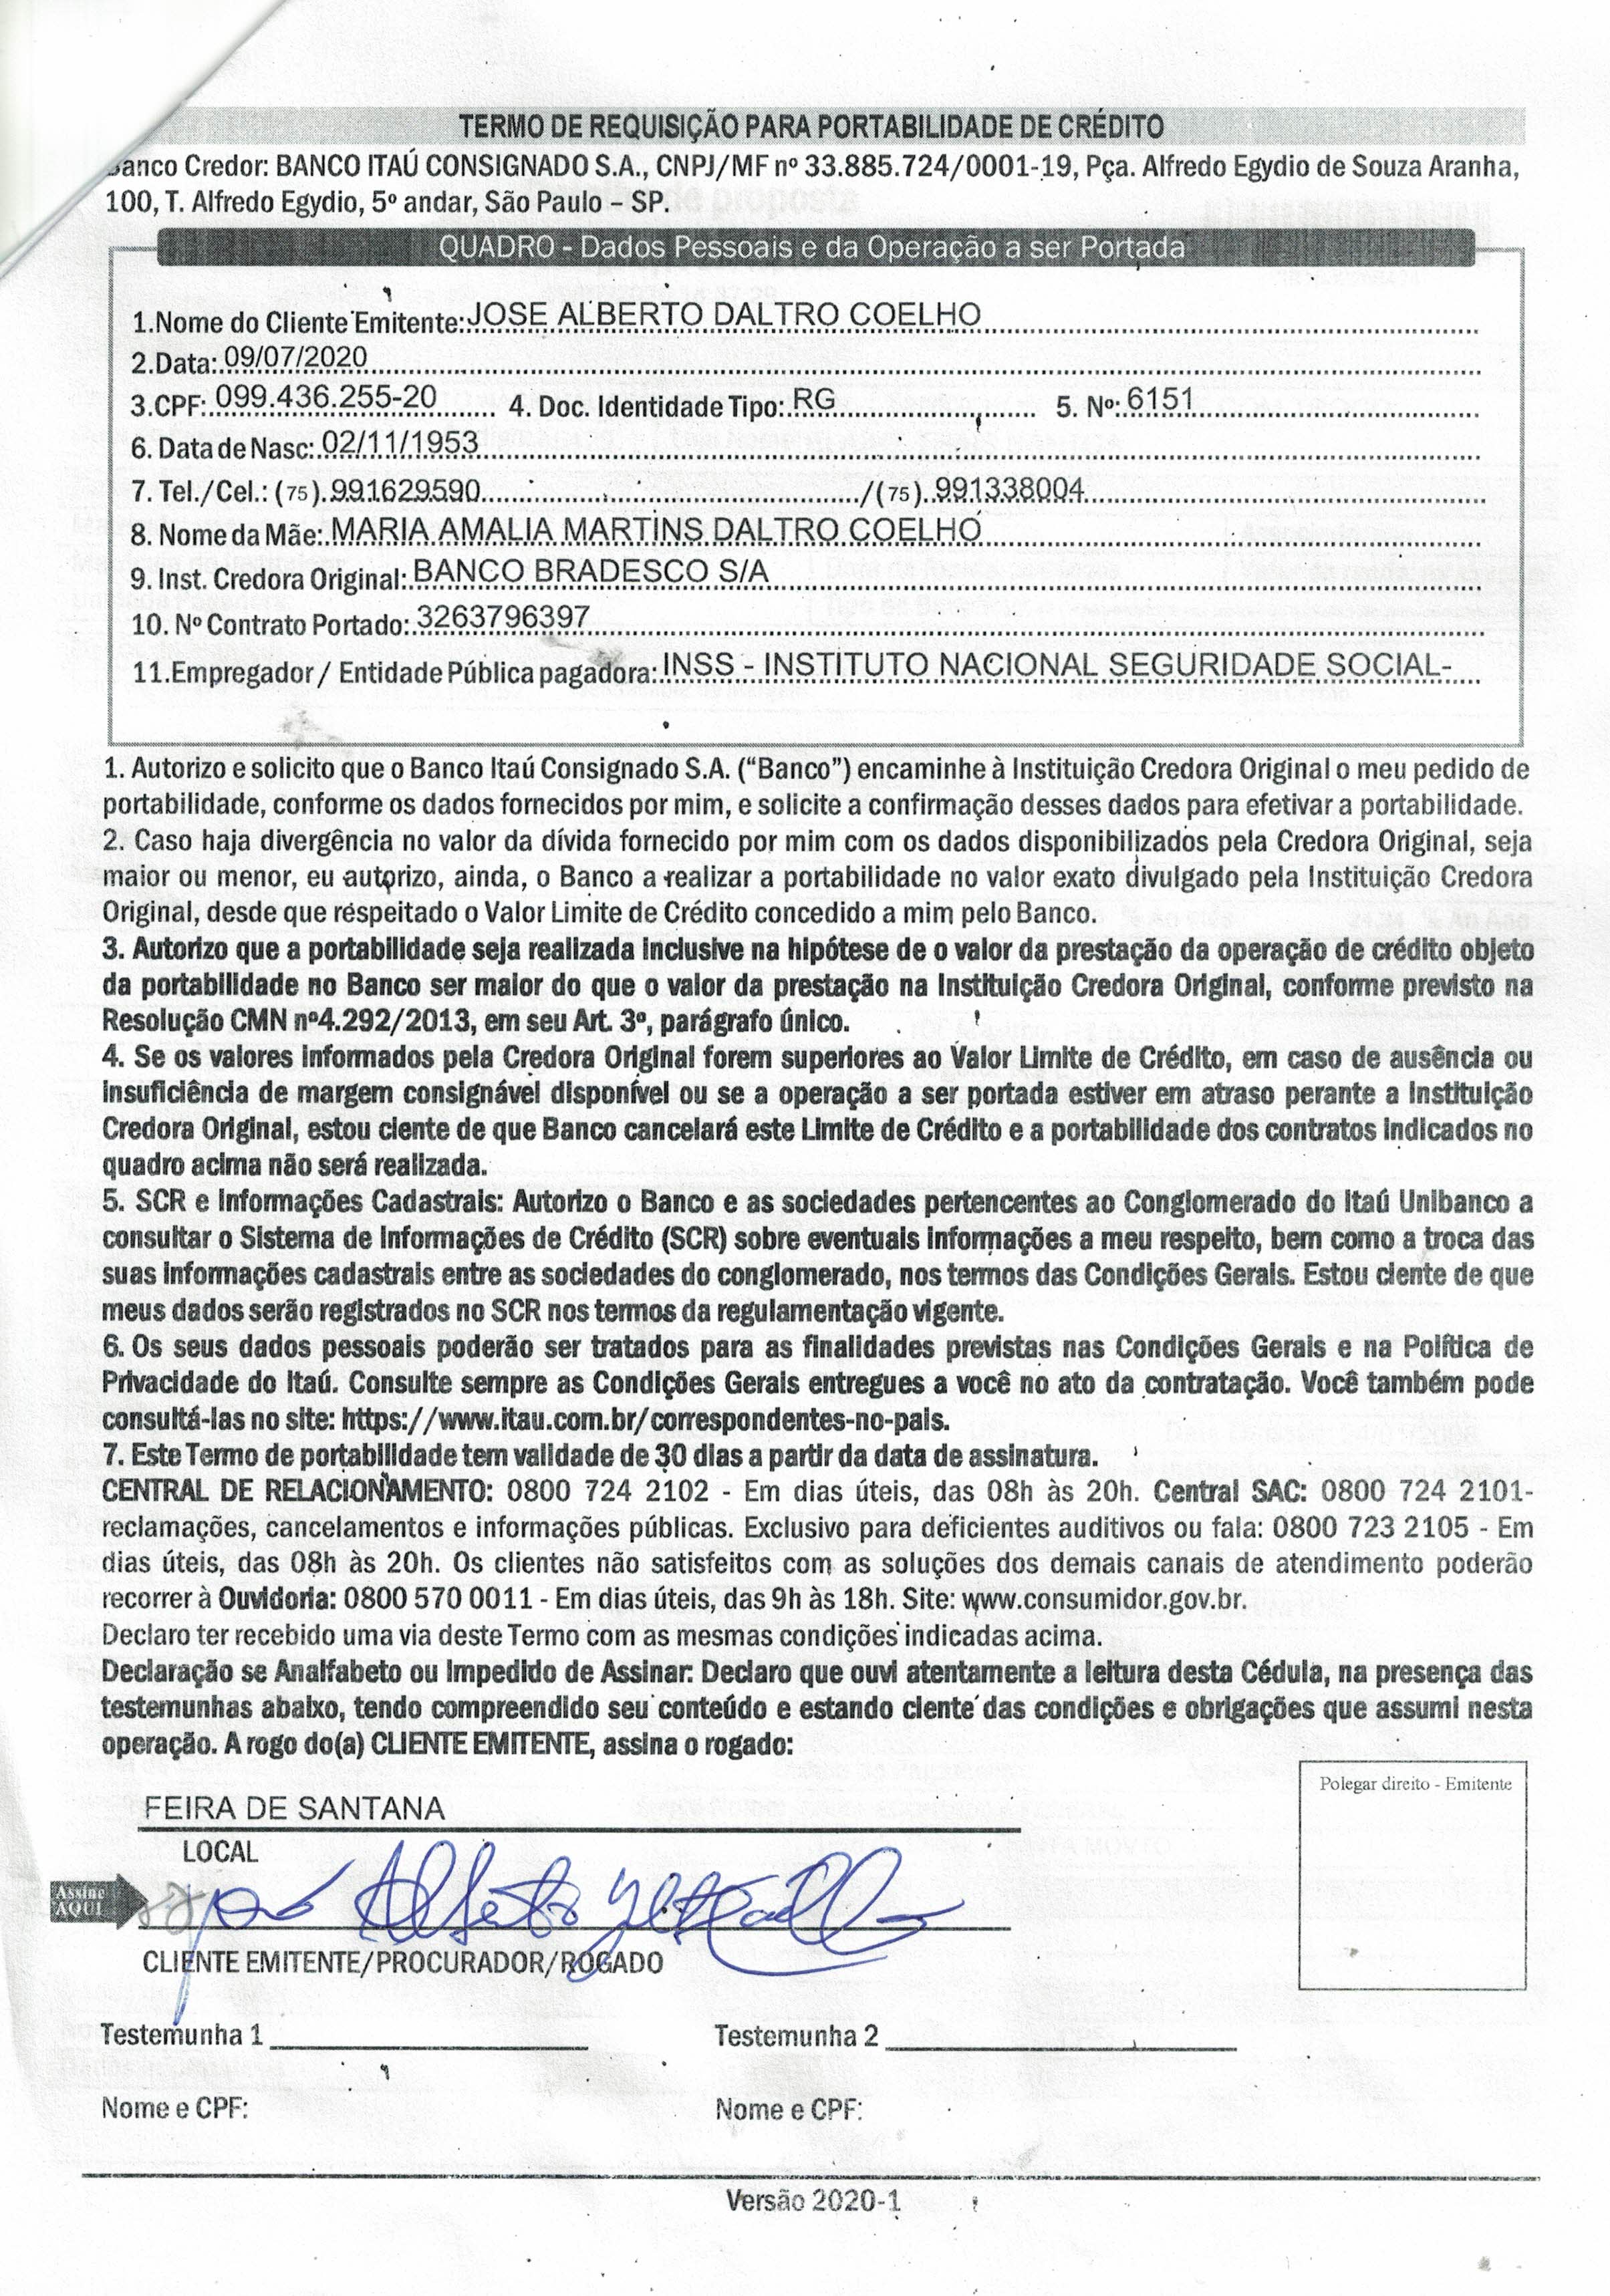 TERMO DE REQUISIÇÃO PARA PORTABILIDADE DE CRÉDITO
Banco Credor: BANCO ITAÚ CONSIGNADO S.A., CNPJ/MF nº 33.885.724/0001-19, Pça. Alfredo Egydio de Souza Aranha,
100, T. Alfredo Egydio, 5º andar, São Paulo – SP.
QUADRO - Dados Pessoais e da Operação a ser Portada
1.Nome do Cliente Emitente: JOSE ALBERTO DALTRO COELHO
2.Data: 09/07/2020
3.CPF: 099.436.255-20 4. Doc. Identidade Tipo: RG 5. Nº: 6151
6. Data de Nasc: 02/11/1953
7. Tel./Cel.: (75) 991629590 /(75) 991338004
8. Nome da Mãe: MARIA AMALIA MARTINS DALTRO COELHO
9. Inst. Credora Original: BANCO BRADESCO S/A
10. Nº Contrato Portado: 3263796397
11.Empregador / Entidade Pública pagadora: INSS - INSTITUTO NACIONAL SEGURIDADE SOCIAL-
1. Autorizo e solicito que o Banco Itaú Consignado S.A. (“Banco”) encaminhe à Instituição Credora Original o meu pedido de
portabilidade, conforme os dados fornecidos por mim, e solicite a confirmação desses dados para efetivar a portabilidade.
2. Caso haja divergência no valor da dívida fornecido por mim com os dados disponibilizados pela Credora Original, seja
maior ou menor, eu autorizo, ainda, o Banco a realizar a portabilidade no valor exato divulgado pela Instituição Credora
Original, desde que respeitado o Valor Limite de Crédito concedido a mim pelo Banco.
3. Autorizo que a portabilidade seja realizada inclusive na hipótese de o valor da prestação da operação de crédito objeto
da portabilidade no Banco ser maior do que o valor da prestação na Instituição Credora Original, conforme previsto na
Resolução CMN nº4.292/2013, em seu Art. 3º, parágrafo único.
4. Se os valores informados pela Credora Original forem superiores ao Valor Limite de Crédito, em caso de ausência ou
insuficiência de margem consignável disponível ou se a operação a ser portada estiver em atraso perante a Instituição
Credora Original, estou ciente de que Banco cancelará este Limite de Crédito e a portabilidade dos contratos indicados no
quadro acima não será realizada.
5. SCR e Informações Cadastrais: Autorizo o Banco e as sociedades pertencentes ao Conglomerado do Itaú Unibanco a
consultar o Sistema de Informações de Crédito (SCR) sobre eventuais informações a meu respeito, bem como a troca das
suas informações cadastrais entre as sociedades do conglomerado, nos termos das Condições Gerais. Estou ciente de que
meus dados serão registrados no SCR nos termos da regulamentação vigente.
6. Os seus dados pessoais poderão ser tratados para as finalidades previstas nas Condições Gerais e na Política de
Privacidade do Itaú. Consulte sempre as Condições Gerais entregues a você no ato da contratação. Você também pode
consultá-las no site: https://www.itau.com.br/correspondentes-no-pais.
7. Este Termo de portabilidade tem validade de 30 dias a partir da data de assinatura.
CENTRAL DE RELACIONAMENTO: 0800 724 2102 - Em dias úteis, das 08h às 20h. Central SAC: 0800 724 2101-
reclamações, cancelamentos e informações públicas. Exclusivo para deficientes auditivos ou fala: 0800 723 2105 - Em
dias úteis, das 08h às 20h. Os clientes não satisfeitos com as soluções dos demais canais de atendimento poderão
recorrer à Ouvidoria: 0800 570 0011 - Em dias úteis, das 9h às 18h. Site: www.consumidor.gov.br.
Declaro ter recebido uma via deste Termo com as mesmas condições indicadas acima.
Declaração se Analfabeto ou Impedido de Assinar: Declaro que ouvi atentamente a leitura desta Cédula, na presença das
testemunhas abaixo, tendo compreendido seu conteúdo e estando ciente das condições e obrigações que assumi nesta
operação. A rogo do(a) CLIENTE EMITENTE, assina o rogado:
Polegar direito - Emitente
FEIRA DE SANTANA
LOCAL
Assine
AQUI
José Alberto
CLIENTE EMITENTE/PROCURADOR/ROGADO
Testemunha 1 Testemunha 2
Nome e CPF: Nome e CPF:
Versão 2020-1